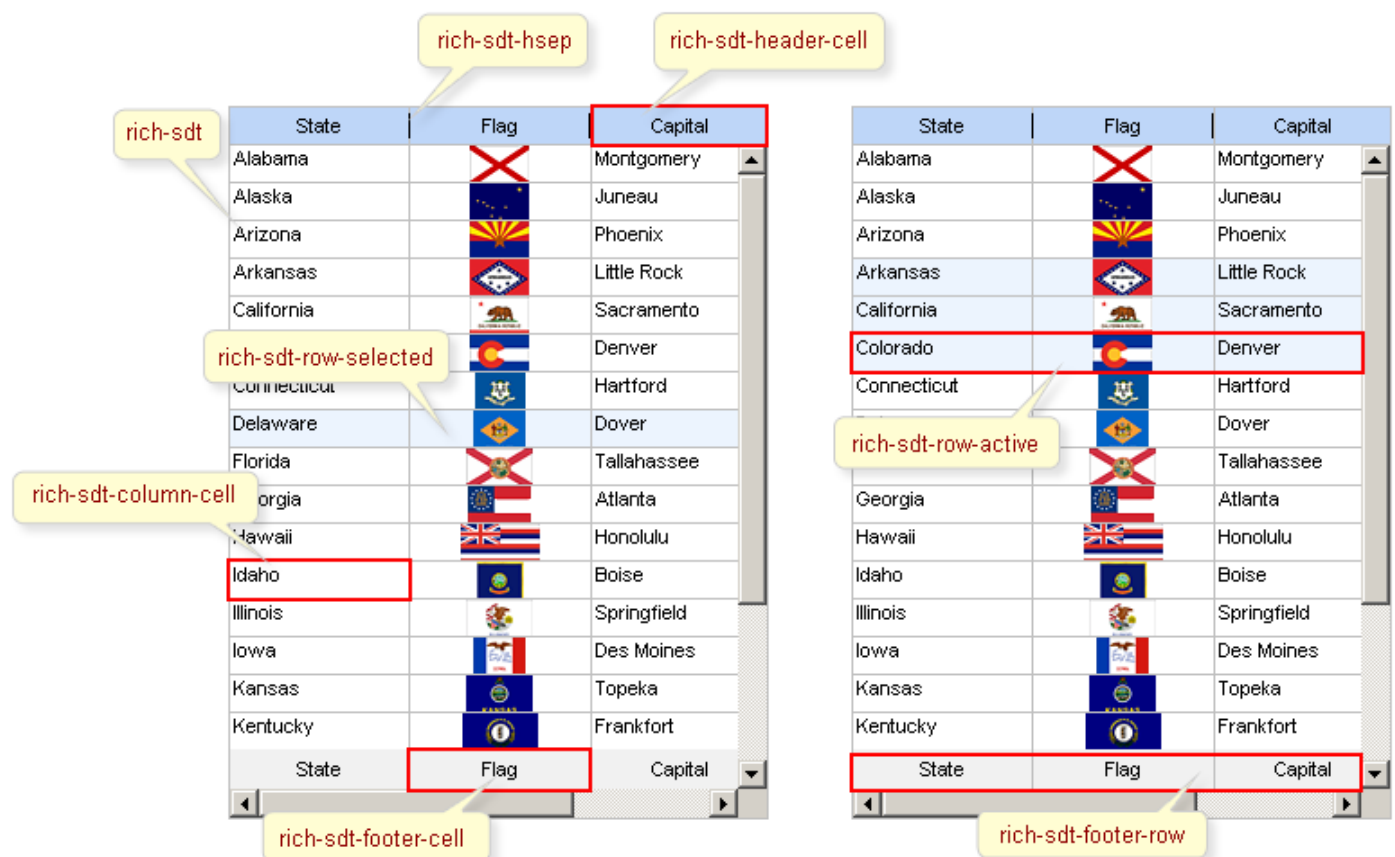 rich-sdt-hsep
rich-sdt-header-cell
rich-sdt
State Flag Capital
Alabama Montgomery
Alaska Juneau
Arizona Phoenix
Arkansas Little Rock
California Sacramento
rich-sdt-row-selected
Denver
Connecticut Hartford
Delaware Dover
Florida Tallahassee
rich-sdt-column-cell
orgia Atlanta
Hawaii Honolulu
Idaho Boise
Illinois Springfield
Iowa Des Moines
Kansas Topeka
Kentucky Frankfort
State Flag Capital
rich-sdt-footer-cell
State Flag Capital
Alabama Montgomery
Alaska Juneau
Arizona Phoenix
Arkansas Little Rock
California Sacramento
Colorado Denver
Connecticut Hartford
Dover
rich-sdt-row-active
Tallahassee
Georgia Atlanta
Hawaii Honolulu
Idaho Boise
Illinois Springfield
Iowa Des Moines
Kansas Topeka
Kentucky Frankfort
State Flag Capital
rich-sdt-footer-row